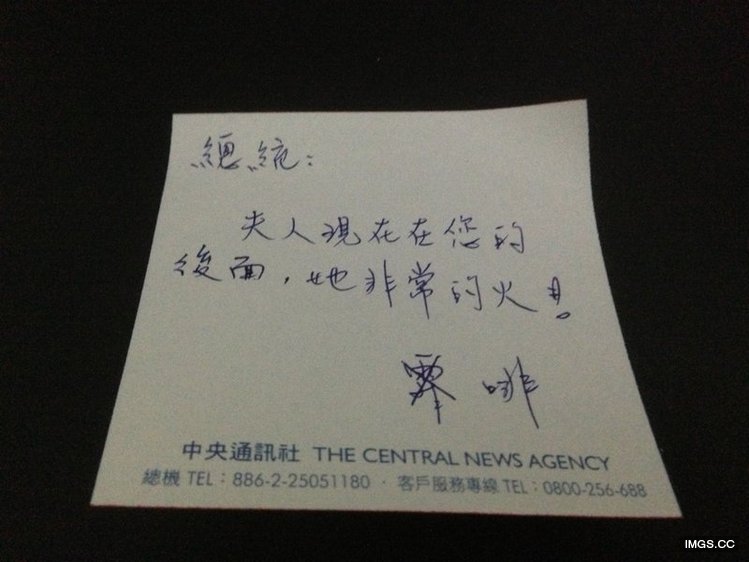 總統：
夫人現在在您的
後面，她非常的火！
啡
中央通訊社 THE CENTRAL NEWS AGENCY
總機 TEL：886-2-25051180 · 客戶服務專線 TEL：0800-256-688
IMGS.CC